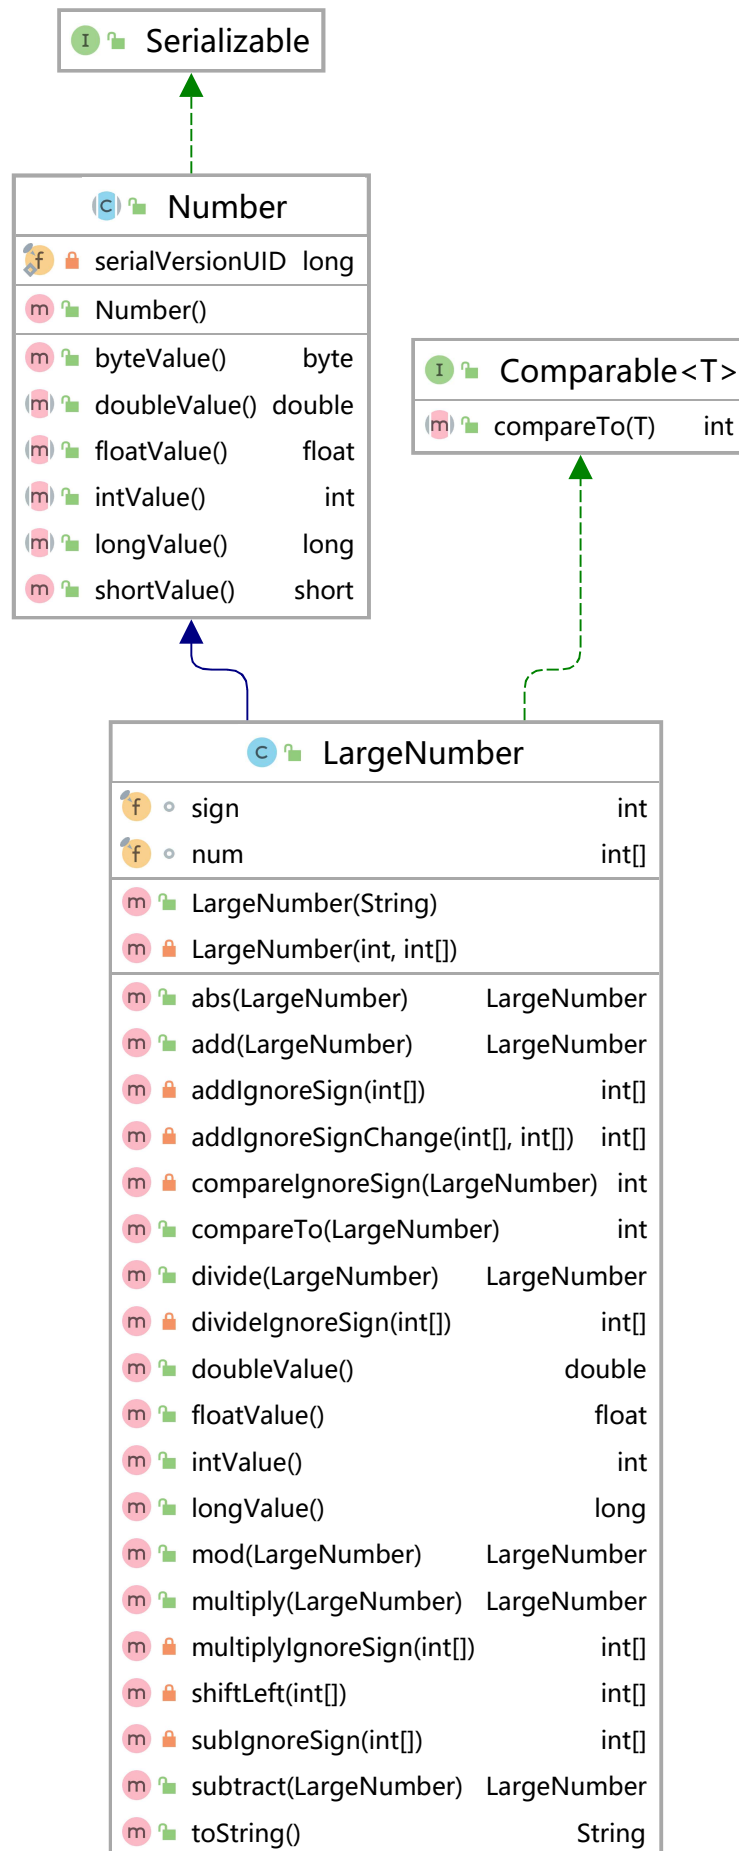 Serializable
Number
serialVersionUID long
Number()
byteValue() byte
doubleValue() double
floatValue() float
intValue() int
longValue() long
shortValue() short
Comparable<T>
compareTo(T) int
LargeNumber
sign int
num int[]
LargeNumber(String)
LargeNumber(int, int[])
abs(LargeNumber) LargeNumber
add(LargeNumber) LargeNumber
addIgnoreSign(int[]) int[]
addIgnoreSignChange(int[], int[]) int[]
compareIgnoreSign(LargeNumber) int
compareTo(LargeNumber) int
divide(LargeNumber) LargeNumber
divideIgnoreSign(int[]) int[]
doubleValue() double
floatValue() float
intValue() int
longValue() long
mod(LargeNumber) LargeNumber
multiply(LargeNumber) LargeNumber
multiplyIgnoreSign(int[]) int[]
shiftLeft(int[]) int[]
subIgnoreSign(int[]) int[]
subtract(LargeNumber) LargeNumber
toString() String